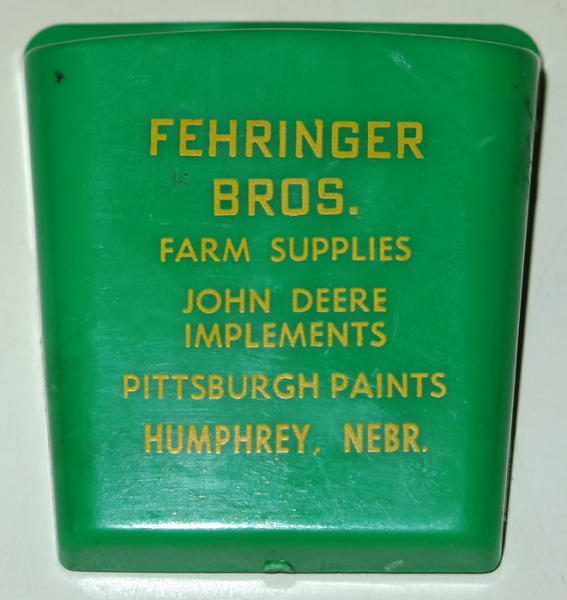 FEHRINGER
BROS.
FARM SUPPLIES
JOHN DEERE
IMPLEMENTS
PITTSBURGH PAINTS
HUMPHREY, NEBR.